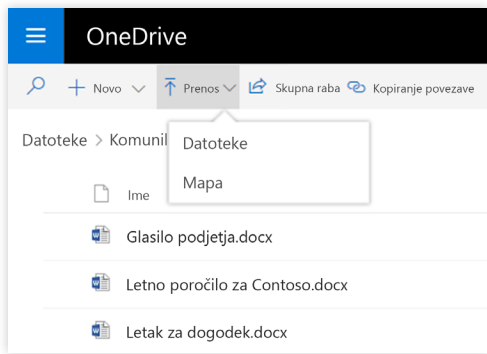 OneDrive
Novo Prenos Skupna raba Kopiranje povezave
Datoteke > Komunil
Datoteke
Mapa
Ime
Glasilo podjetja.docx
Letno poročilo za Contoso.docx
Letak za dogodek.docx